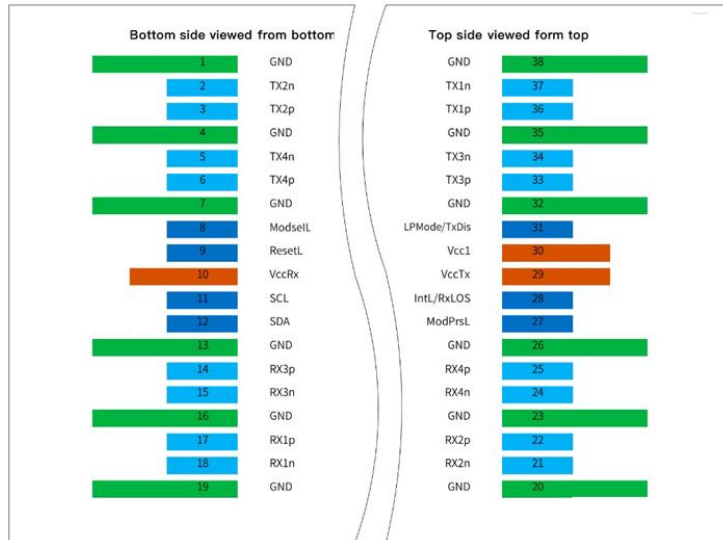 Bottom side viewed from bottom
1 GND
2 TX2n
3 TX2p
4 GND
5 TX4n
6 TX4p
7 GND
8 ModselL
9 ResetL
10 VccRx
11 SCL
12 SDA
13 GND
14 RX3p
15 RX3n
16 GND
17 RX1p
18 RX1n
19 GND
Top side viewed form top
GND 38
TX1n 37
TX1p 36
GND 35
TX3n 34
TX3p 33
GND 32
LPMode/TxDis 31
Vcc1 30
VccTx 29
IntL/RxLOS 28
ModPrsL 27
GND 26
RX4p 25
RX4n 24
GND 23
RX2p 22
RX2n 21
GND 20